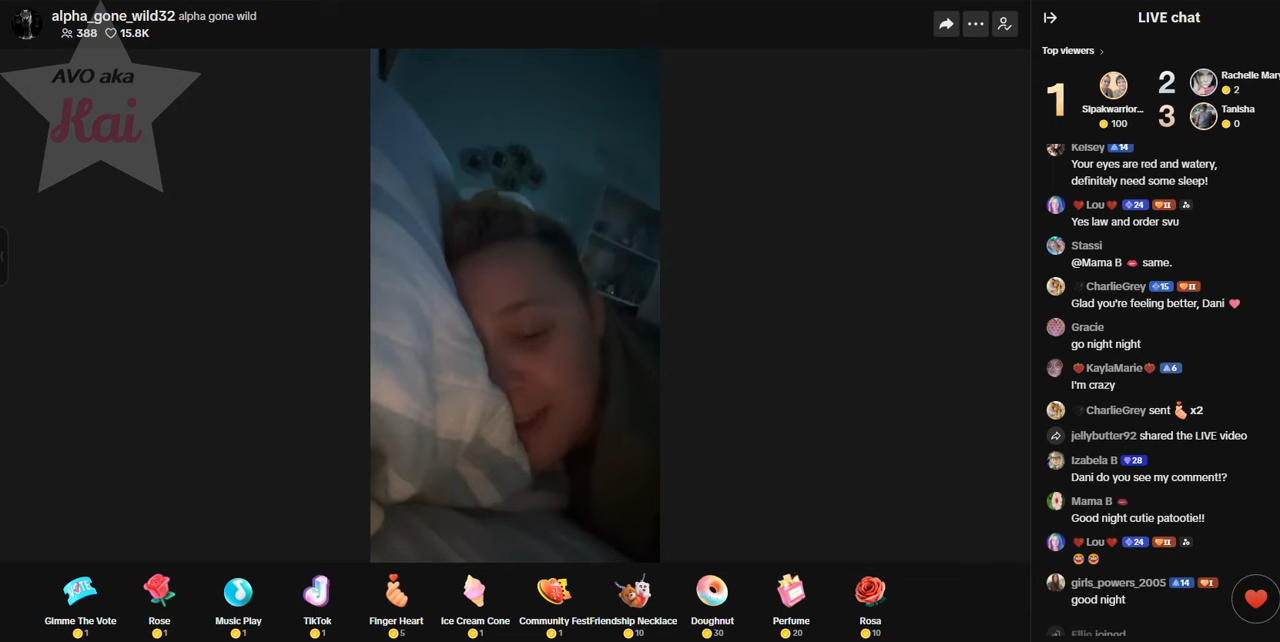 alpha_gone_wild32 alpha gone wild
388 15.8K
AVO aka
Kai
LIVE chat
Top viewers
1
Sipakwarrior...
100
2
Rachelle Mar
2
3
Tanisha
0
Kelsey 14
Your eyes are red and watery,
definitely need some sleep!
Lou 24 II
Yes law and order svu
Stassi
@Mama B 🫦 same.
CharlieGrey 15 II
Glad you're feeling better, Dani 🩷
Gracie
go night night
🍓KaylaMarie🍓 6
I'm crazy
CharlieGrey sent x2
jellybutter92 shared the LIVE video
Izabela B 28
Dani do you see my comment!?
Mama B 🫦
Good night cutie patootie!!
Lou 24 II
😂 😂
girls_powers_2005 14 I
good night
Ellie joined
Gimme The Vote
1
Rose
1
Music Play
1
TikTok
1
Finger Heart
5
Ice Cream Cone
1
Community Fest
1
Friendship Necklace
10
Doughnut
30
Perfume
20
Rosa
10